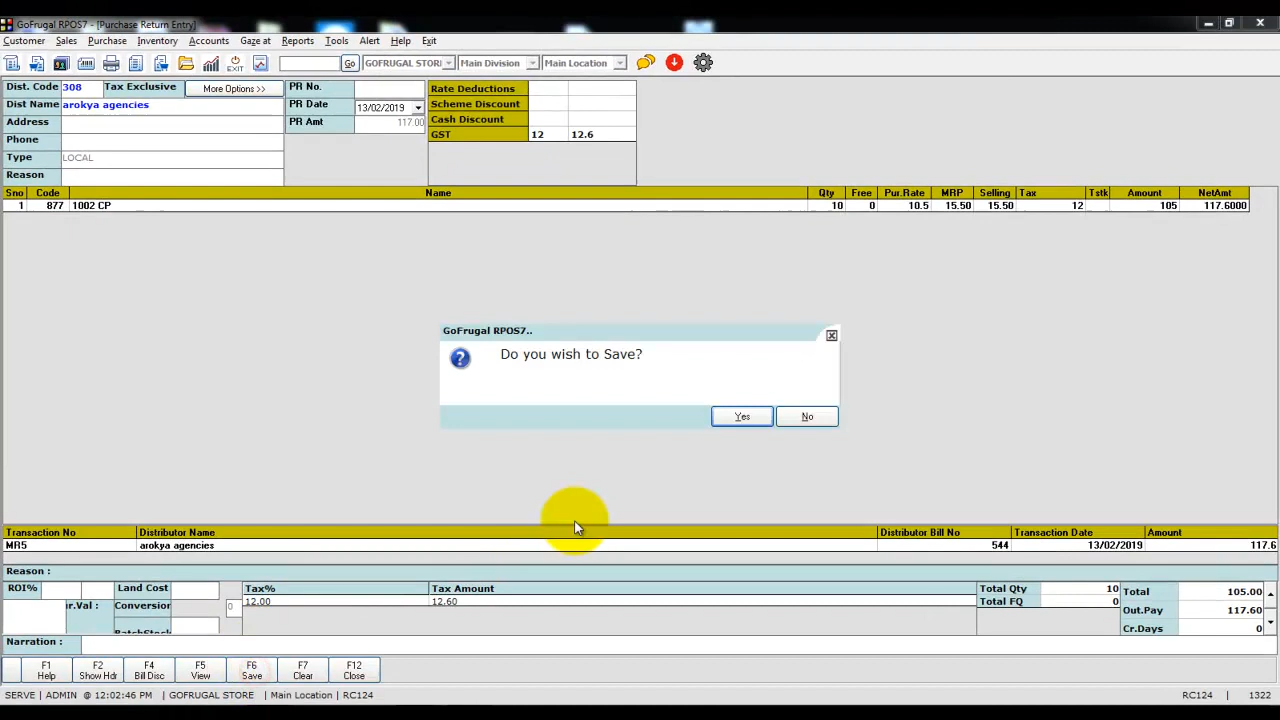 GoFrugal RPOS7 - [Purchase Return Entry]
Customer Sales Purchase Inventory Accounts Gaze at Reports Tools Alert Help Exit
EXIT Go GOFRUGAL STORE Main Division Main Location
Dist. Code 308 Tax Exclusive More Options >> PR No. Rate Deductions
Dist Name arokya agencies PR Date 13/02/2019 Scheme Discount
Address PR Amt 117.00 Cash Discount
Phone GST 12 12.6
Type LOCAL
Reason
Sno Code Name Qty Free Pur.Rate MRP Selling Tax Tstk Amount NetAmt
1 877 1002 CP 10 0 10.5 15.50 15.50 12 105 117.6000
GoFrugal RPOS7..
Do you wish to Save?
Yes No
Transaction No Distributor Name Distributor Bill No Transaction Date Amount
MR5 arokya agencies 544 13/02/2019 117.6
Reason :
ROI% Land Cost Tax% Tax Amount Total Qty 10 Total 105.00
r.Val : Conversion 0 12.00 12.60 Total FQ 0 Out.Pay 117.60
BatchStock Cr.Days 0
Narration :
F1 F2 F4 F5 F6 F7 F12
Help Show Hdr Bill Disc View Save Clear Close
SERVE ADMIN @ 12:02:46 PM GOFRUGAL STORE Main Location RC124 RC124 1322